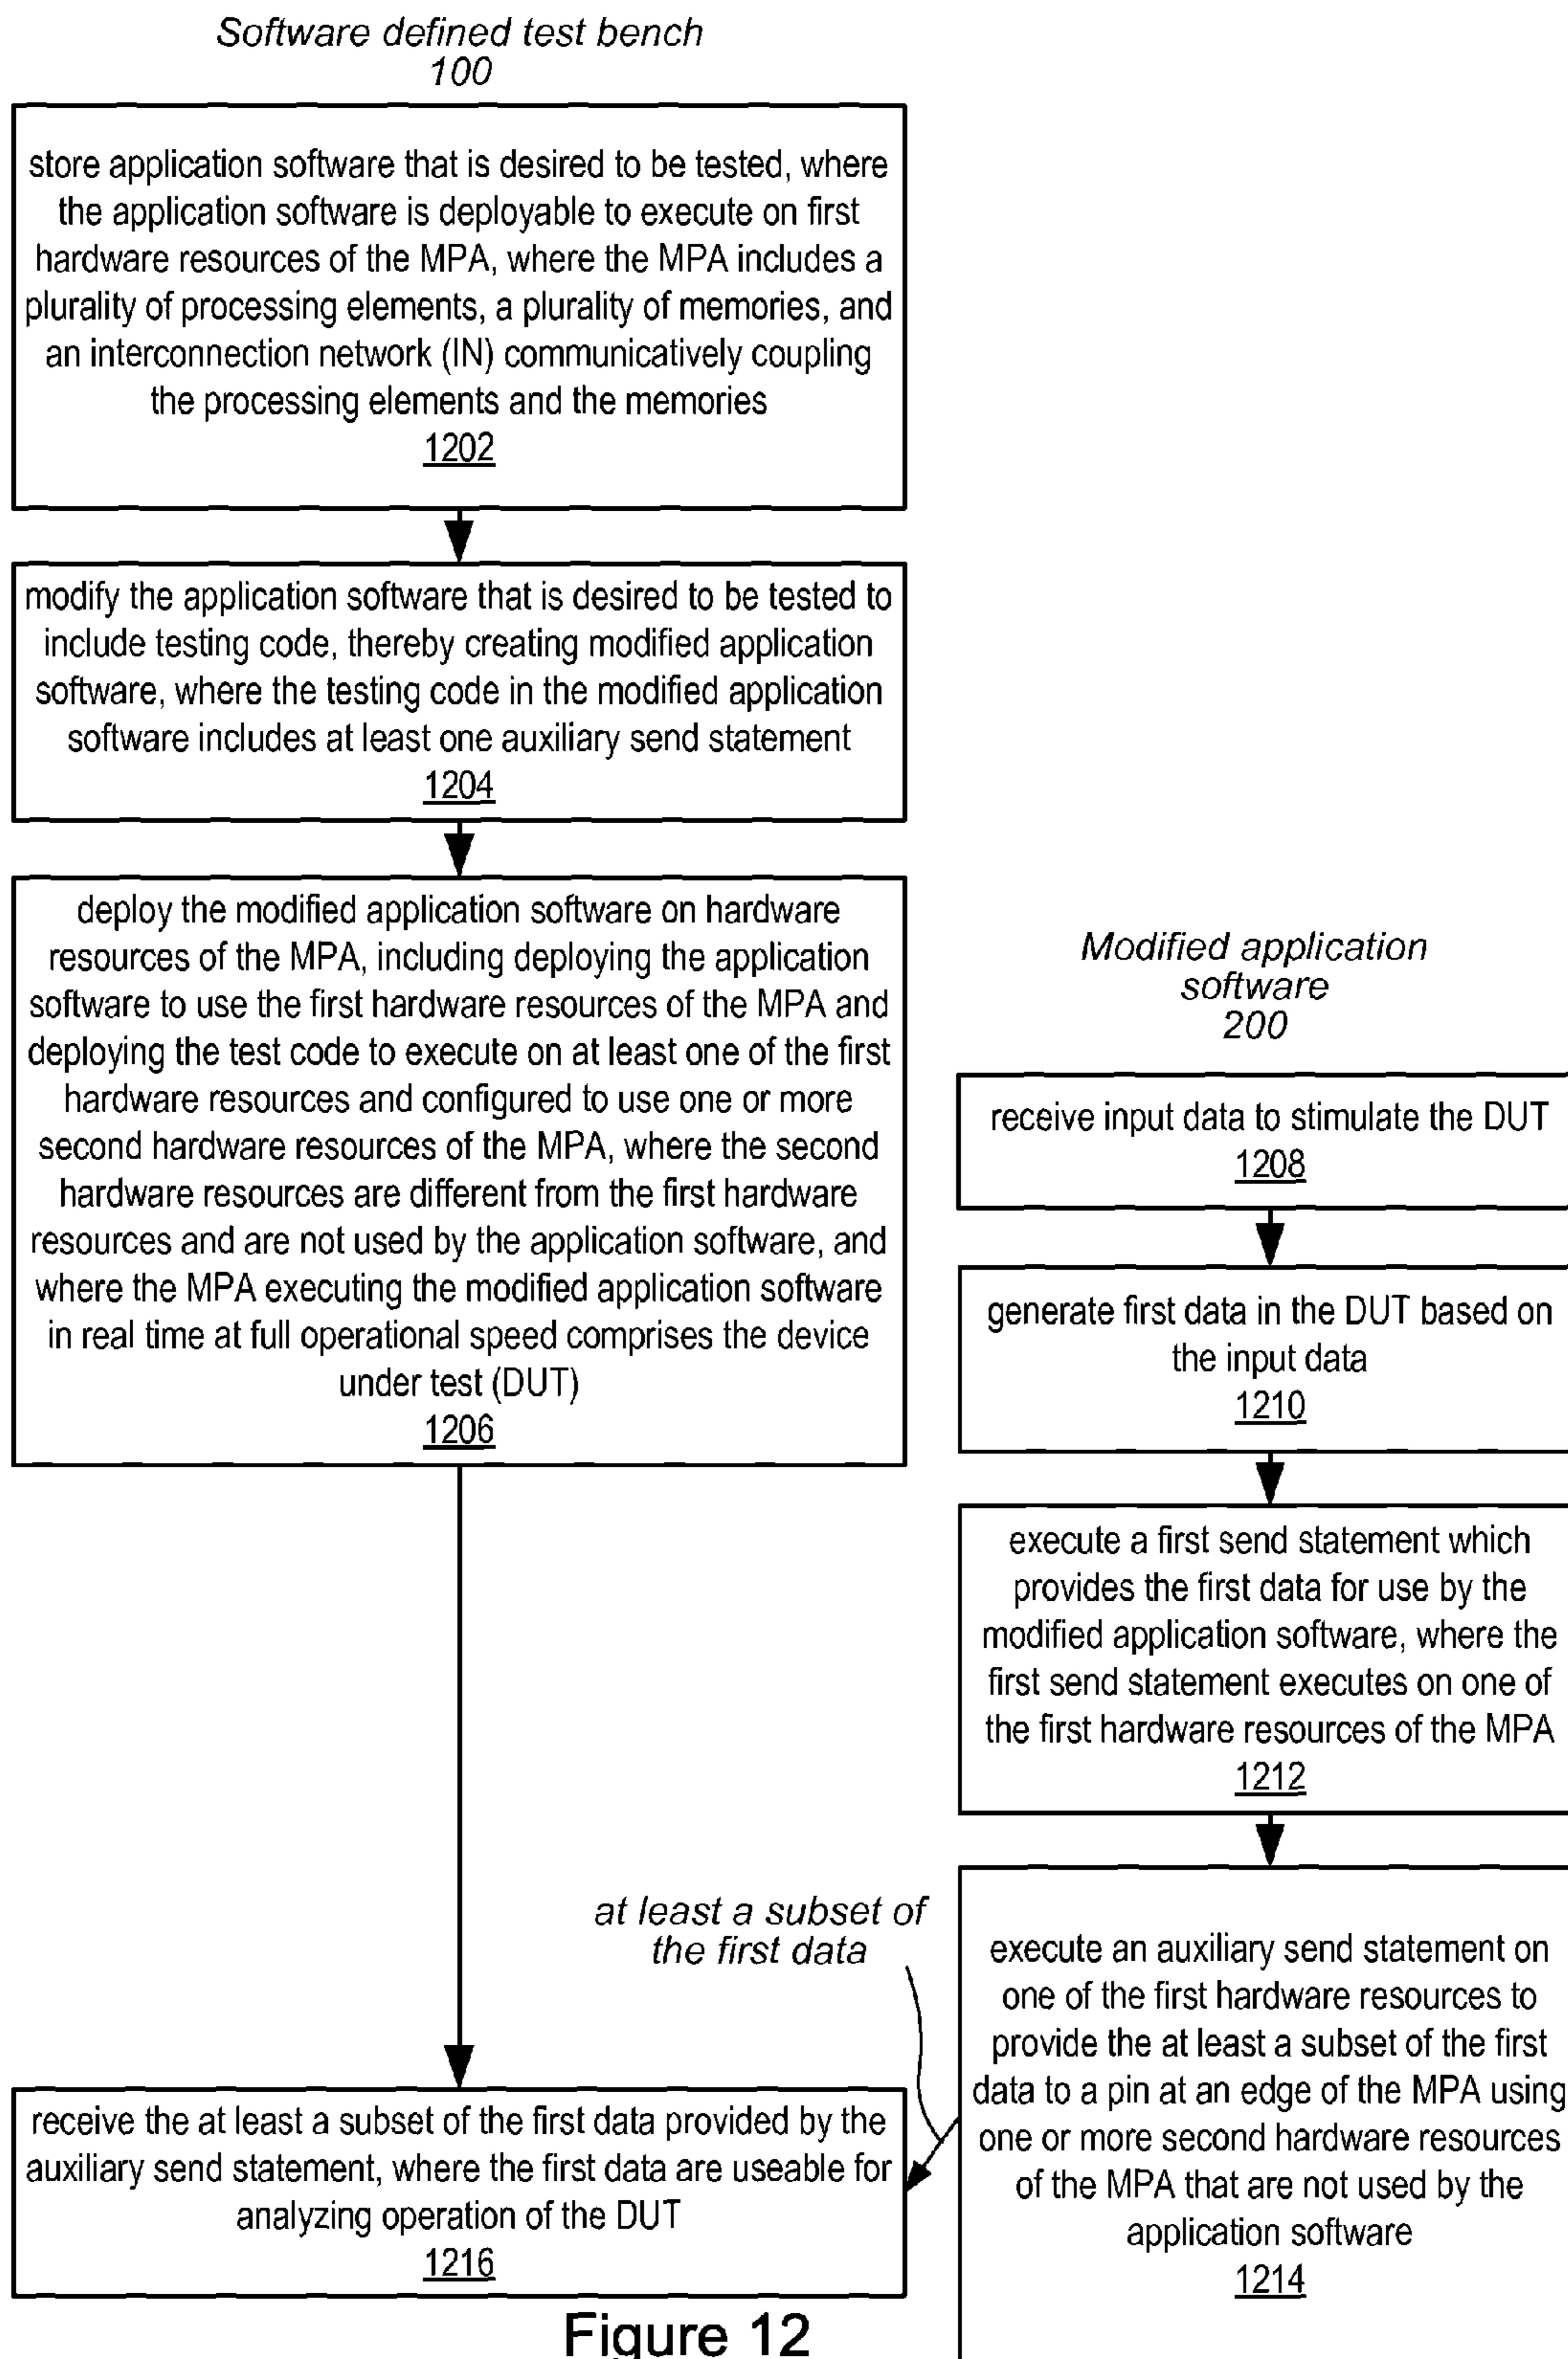 Software defined test bench
100
store application software that is desired to be tested, where
the application software is deployable to execute on first
hardware resources of the MPA, where the MPA includes a
plurality of processing elements, a plurality of memories, and
an interconnection network (IN) communicatively coupling
the processing elements and the memories
1202
modify the application software that is desired to be tested to
include testing code, thereby creating modified application
software, where the testing code in the modified application
software includes at least one auxiliary send statement
1204
deploy the modified application software on hardware
resources of the MPA, including deploying the application
software to use the first hardware resources of the MPA and
deploying the test code to execute on at least one of the first
hardware resources and configured to use one or more
second hardware resources of the MPA, where the second
hardware resources are different from the first hardware
resources and are not used by the application software, and
where the MPA executing the modified application software
in real time at full operational speed comprises the device
under test (DUT)
1206
Modified application
software
200
receive input data to stimulate the DUT
1208
generate first data in the DUT based on
the input data
1210
execute a first send statement which
provides the first data for use by the
modified application software, where the
first send statement executes on one of
the first hardware resources of the MPA
1212
at least a subset of
the first data
execute an auxiliary send statement on
one of the first hardware resources to
provide the at least a subset of the first
data to a pin at an edge of the MPA using
one or more second hardware resources
of the MPA that are not used by the
application software
1214
receive the at least a subset of the first data provided by the
auxiliary send statement, where the first data are useable for
analyzing operation of the DUT
1216
Figure 12